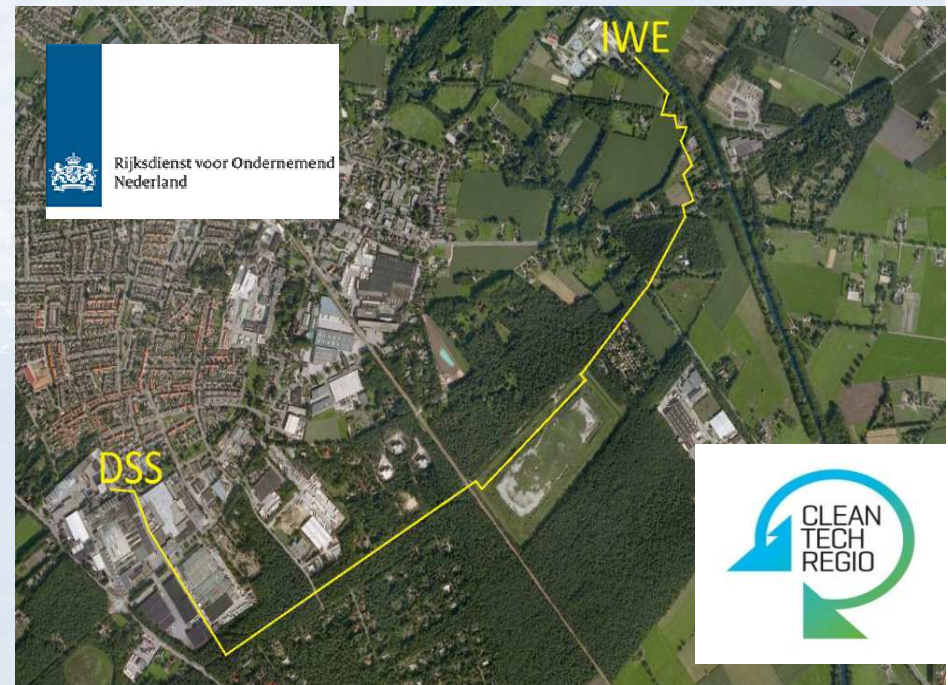 IWE
Rijksdienst voor Ondernemend
Nederland
DSS
CLEAN
TECH
REGIO